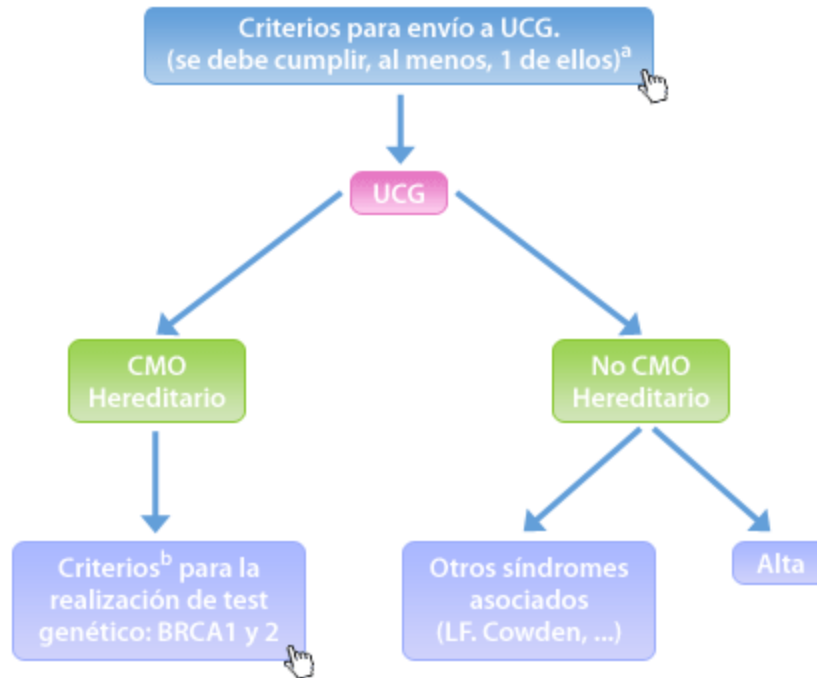 Criterios para envío a UCG.
(se debe cumplir, al menos, 1 de ellos)ª
UCG
CMO
Hereditario
No CMO
Hereditario
Criteriosᵇ para la
realización de test
genético: BRCA1 y 2
Otros síndromes
asociados
(LF. Cowden, ...)
Alta